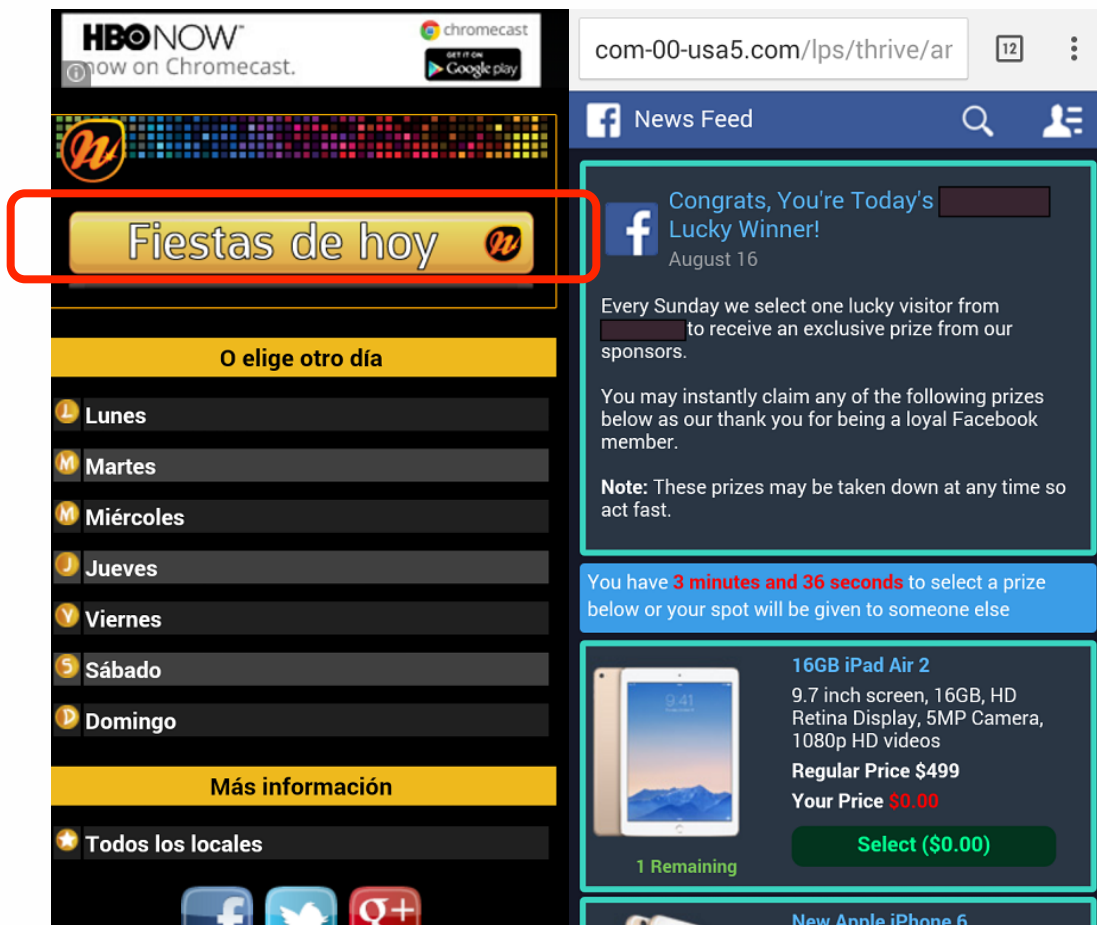 HBO NOW™
now on Chromecast.
chromecast
GET IT ON
Google play
n
Fiestas de hoy n
O elige otro día
L Lunes
M Martes
M Miércoles
J Jueves
V Viernes
S Sábado
D Domingo
Más información
Todos los locales
f
g+
com-00-usa5.com/lps/thrive/ar
12
f News Feed
f
Congrats, You're Today's
Lucky Winner!
August 16
Every Sunday we select one lucky visitor from
to receive an exclusive prize from our
sponsors.
You may instantly claim any of the following prizes
below as our thank you for being a loyal Facebook
member.
Note: These prizes may be taken down at any time so
act fast.
You have 3 minutes and 36 seconds to select a prize
below or your spot will be given to someone else
9:41
1 Remaining
16GB iPad Air 2
9.7 inch screen, 16GB, HD
Retina Display, 5MP Camera,
1080p HD videos
Regular Price $499
Your Price $0.00
Select ($0.00)
New Apple iPhone 6